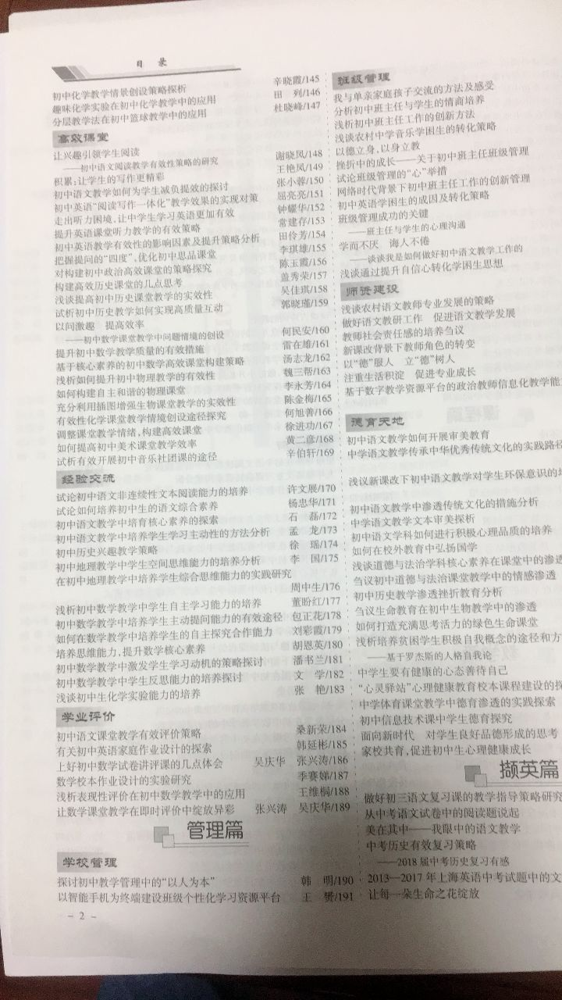 目 录
初中化学教学情景创设策略探析 辛晓霞/145
趣味化学实验在初中化学教学中的应用 田 列/146
分层教学法在初中篮球教学中的应用 杜晓峰/147
高效课堂
让兴趣引领学生阅读
——初中语文阅读教学有效性策略的研究 谢晓凤/148
积累:让学生的写作更精彩 王艳凤/149
初中语文教学如何为学生减负提效的探讨 张小蓉/150
初中英语“阅读写作一体化”教学效果的实现对策 屈亮亮/151
走出听力困境,让中学生学习英语更加有效 钟耀华/152
提升英语课堂听力教学的有效策略 常建存/153
初中英语教学有效性的影响因素及提升策略分析 田伶芳/154
把握提问的“四度”,优化初中思品课堂 李琪雄/155
对构建初中政治高效课堂的策略探究 陈玉霞/156
构建高效历史课堂的几点思考 盖秀荣/157
浅谈提高初中历史课堂教学的实效性 吴佳琪/158
试析初中历史教学如何实现高质量互动 郭晓瑾/159
以问激趣 提高效率
——初中数学课堂教学中问题情境的创设 何民安/160
提升初中数学教学质量的有效措施 雷在雄/161
基于核心素养的初中数学高效课堂构建策略 汤志龙/162
浅析如何提升初中物理教学的有效性 魏三帮/163
如何构建自主和谐的物理课堂 李永芳/164
充分利用插图增强生物课堂教学的实效性 陈金梅/165
有效性化学课堂教学情境创设途径探究 何旭善/166
调整课堂教学情绪,构建高效课堂 徐进功/167
如何提高初中美术课堂教学效率 黄二彦/168
试析有效开展初中音乐社团课的途径 辛伯轩/169
经验交流
试论初中语文非连续性文本阅读能力的培养 许文展/170
试论如何培养初中生的语文综合素养 杨忠华/171
初中语文教学中培育核心素养的探索 石 磊/172
初中语文教学中培养学生学习主动性的方法分析 孟 龙/173
初中历史兴趣教学策略 徐 瑶/174
初中地理教学中学生空间思维能力的培养分析 李 国/175
在初中地理教学中培养学生综合思维能力的实践研究
周中生/176
浅析初中数学教学中学生自主学习能力的培养 董盼红/177
初中数学教学中培养学生主动提问能力的有效途径 包正花/178
如何在数学教学中培养学生的自主探究合作能力 刘彩霞/179
培养思维能力,提升数学核心素养 胡恩英/180
初中数学教学中激发学生学习动机的策略探讨 潘书兰/181
初中数学教学中学生反思能力的培养探讨 文 学/182
浅谈初中生化学实验能力的培养 张 艳/183
学业评价
初中语文课堂教学有效评价策略 桑新荣/184
有关初中英语家庭作业设计的探索 韩延彬/185
上好初中数学试卷讲评课的几点体会 吴庆华 张兴涛/186
数学校本作业设计的实验研究 季赛娣/187
浅析表现性评价在初中数学教学中的应用 王维桐/188
让数学课堂教学在即时评价中绽放异彩 张兴涛 吴庆华/189
管理篇
学校管理
探讨初中教学管理中的“以人为本” 韩 明/190
以智能手机为终端建设班级个性化学习资源平台 王 赟/191
– 2 –
班级管理
我与单亲家庭孩子交流的方法及感受
分析初中班主任与学生的情商培养
浅析初中班主任工作的创新方法
浅谈农村中学音乐学困生的转化策略
以德立身,以身立教
挫折中的成长——关于初中班主任班级管理
试论班级管理的“心”举措
网络时代背景下初中班主任工作的创新管理
初中英语学困生的成因及转化策略
班级管理成功的关键
——班主任与学生的心理沟通
学而不厌 诲人不倦
——谈谈我是如何做好初中语文教学工作的
浅谈通过提升自信心转化学困生思想
师资建设
浅谈农村语文教师专业发展的策略
做好语文教研工作 促进语文教学发展
教师社会责任感的培养刍议
新课改背景下教师角色的转变
以“德”服人 立“德”树人
注重生活积淀 促进专业成长
基于数字教学资源平台的政治教师信息化教学能
德育天地
初中语文教学如何开展审美教育
中学语文教学传承中华优秀传统文化的实践路径
浅议新课改下初中语文教学对学生环保意识的
初中语文教学中渗透传统文化的措施分析
中学语文教学文本审美探析
初中语文学科如何进行积极心理品质的培养
如何在校外教育中弘扬国学
浅谈道德与法治学科核心素养在课堂中的渗透
刍议初中道德与法治课堂教学中的情感渗透
初中历史教学渗透挫折教育分析
刍议生命教育在初中生物教学中的渗透
如何打造充满思考活力的绿色生命课堂
浅析培养贫困学生积极自我概念的途径和方
——基于罗杰斯的人格自我论
中学生要有健康的心态善待自己
“心灵驿站”心理健康教育校本课程建设的探
中学体育课堂教学中德育渗透的实践探索
初中信息技术课中学生德育探究
面向新时代 对学生良好品德形成的思考
家校共育,促进初中生心理健康成长
撷英篇
做好初三语文复习课的教学指导策略研究
从中考语文试卷中的阅读题说起
美在其中——我眼中的语文教学
中考历史有效复习策略
——2018届中考历史复习有感
2013—2017年上海英语中考试题中的文
让每一朵生命之花绽放